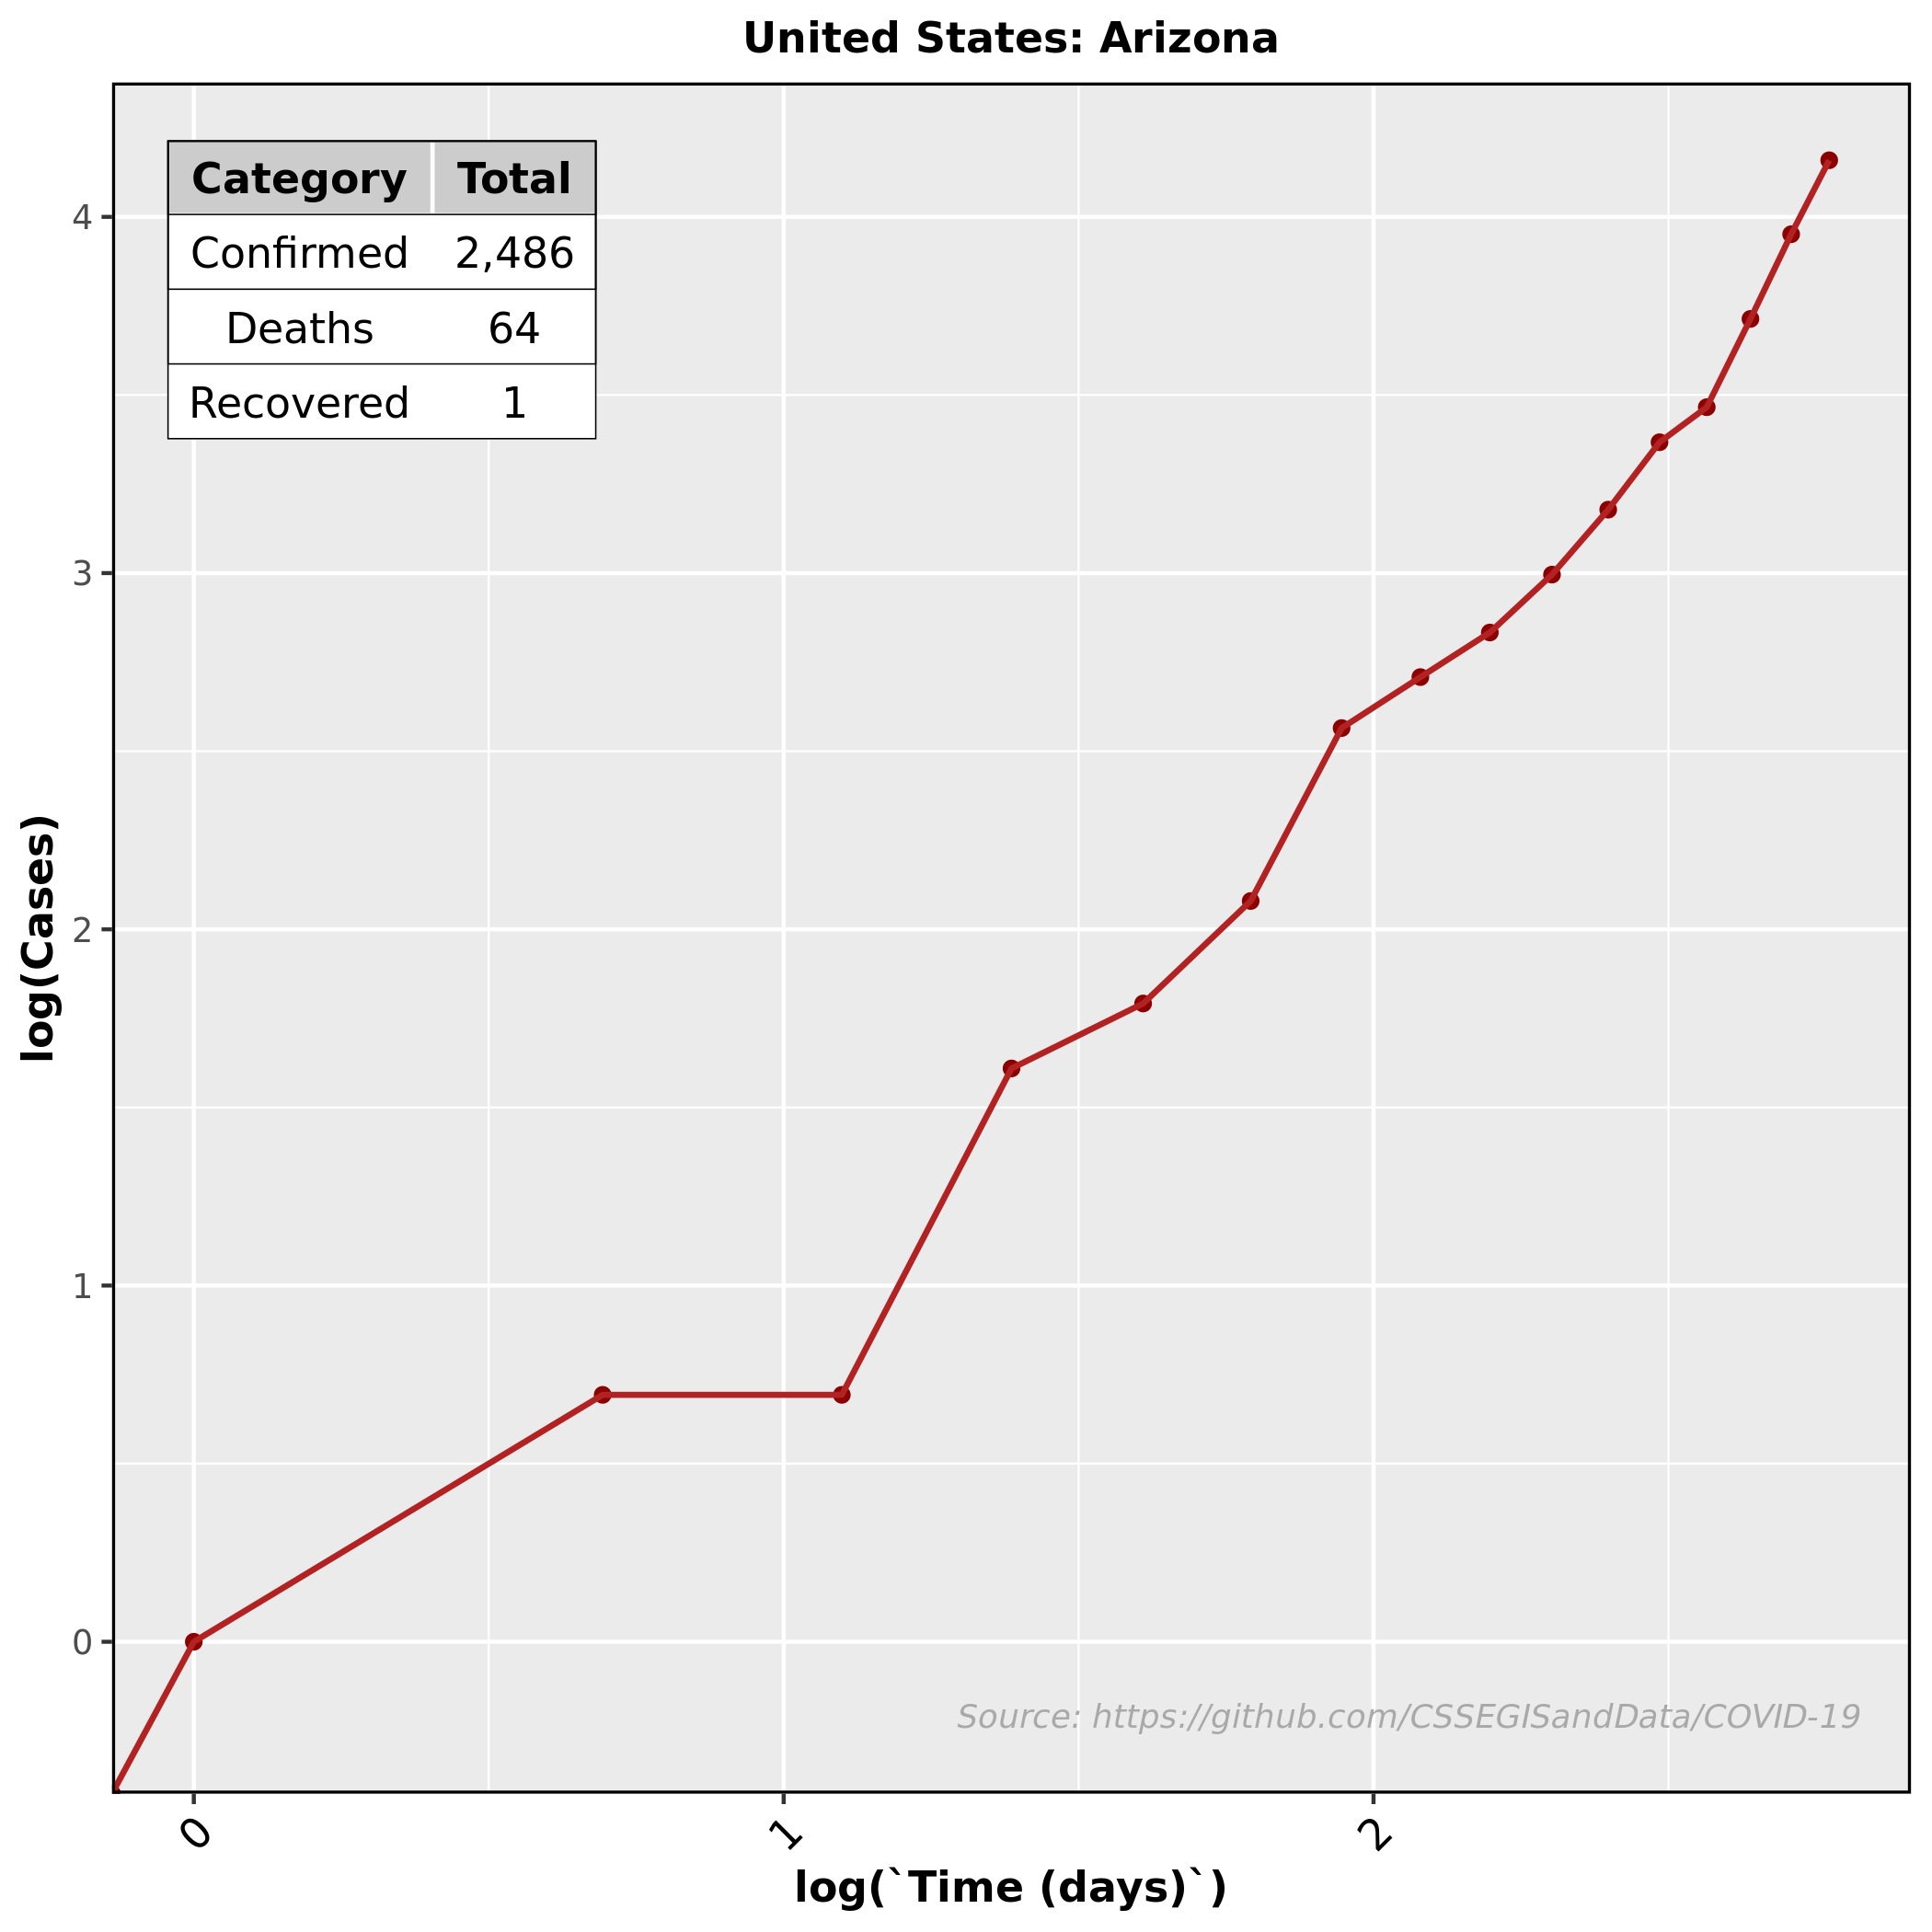 United States: Arizona
Category Total
Confirmed 2,486
Deaths 64
Recovered 1
4
3
2
1
0
log(Cases)
Source: https://github.com/CSSEGISandData/COVID-19
0 1 2
log(`Time (days)`)